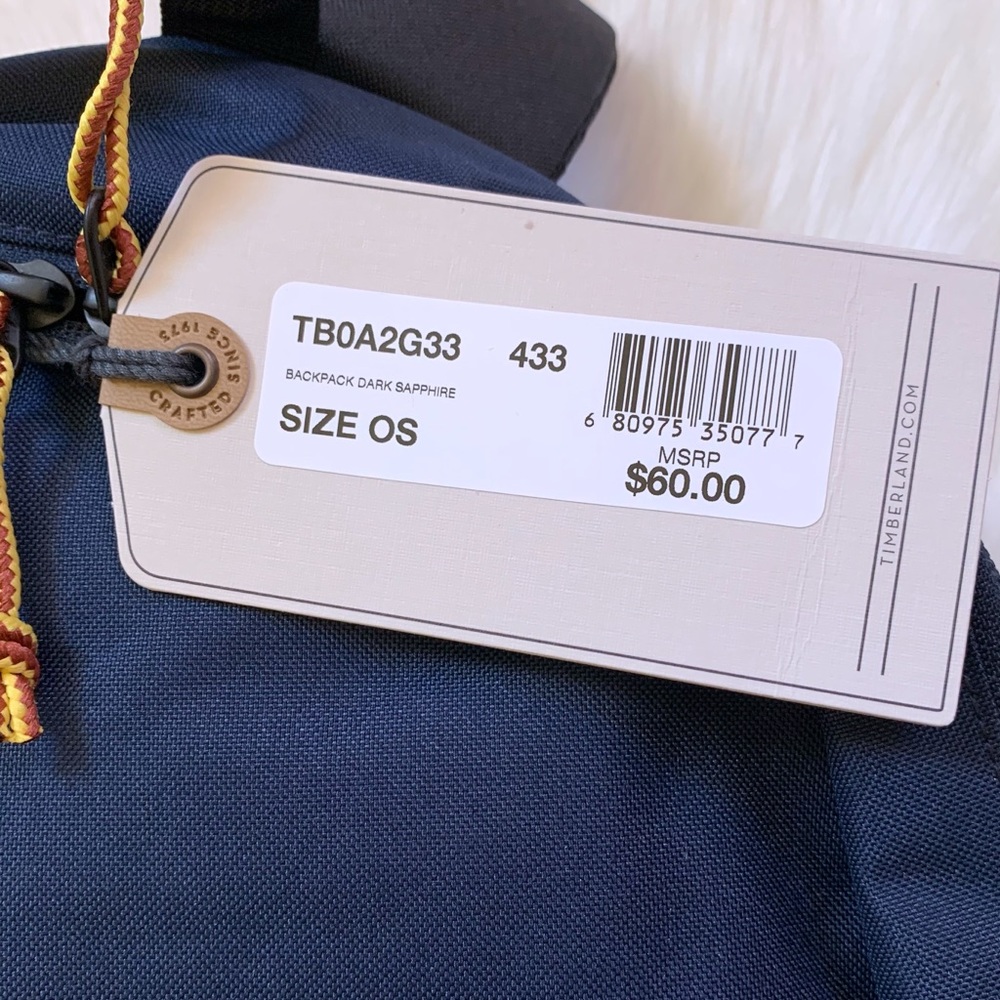 TB0A2G33 433
BACKPACK DARK SAPPHIRE
SIZE OS
6 80975 35077 7
MSRP
$60.00
TIMBERLAND.COM
CRAFTED SINCE 1973